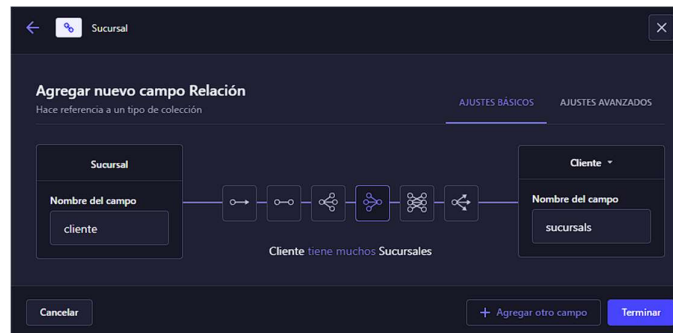 Sucursal
Agregar nuevo campo Relación
Hace referencia a un tipo de colección
AJUSTES BÁSICOS
AJUSTES AVANZADOS
Sucursal
Nombre del campo
cliente
Cliente tiene muchos Sucursales
Cliente
Nombre del campo
sucursals
Cancelar
+ Agregar otro campo
Terminar